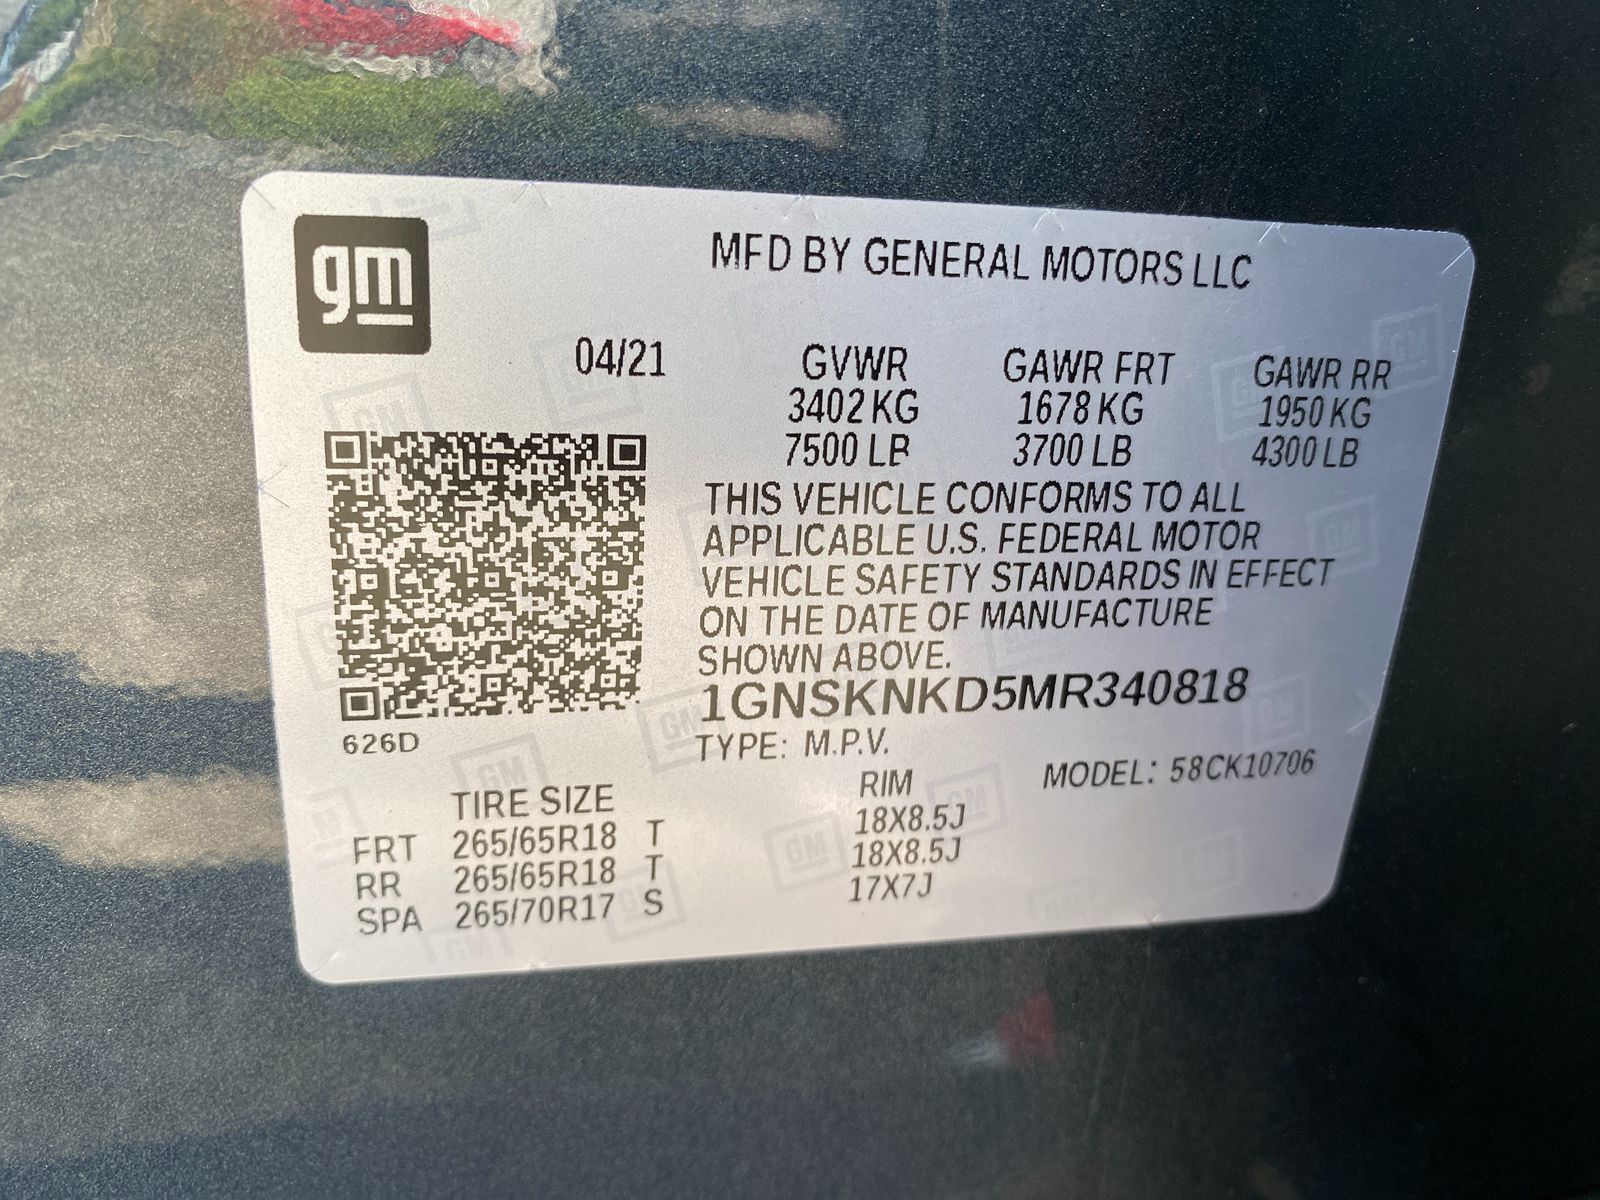 gm
MFD BY GENERAL MOTORS LLC
04/21 GVWR GAWR FRT GAWR RR
3402 KG 1678 KG 1950 KG
7500 LB 3700 LB 4300 LB
THIS VEHICLE CONFORMS TO ALL
APPLICABLE U.S. FEDERAL MOTOR
VEHICLE SAFETY STANDARDS IN EFFECT
ON THE DATE OF MANUFACTURE
SHOWN ABOVE.
1GNSKNKD5MR340818
626D
TYPE: M.P.V.
MODEL: 58CK10706
TIRE SIZE RIM
FRT 265/65R18 T 18X8.5J
RR 265/65R18 T 18X8.5J
SPA 265/70R17 S 17X7J